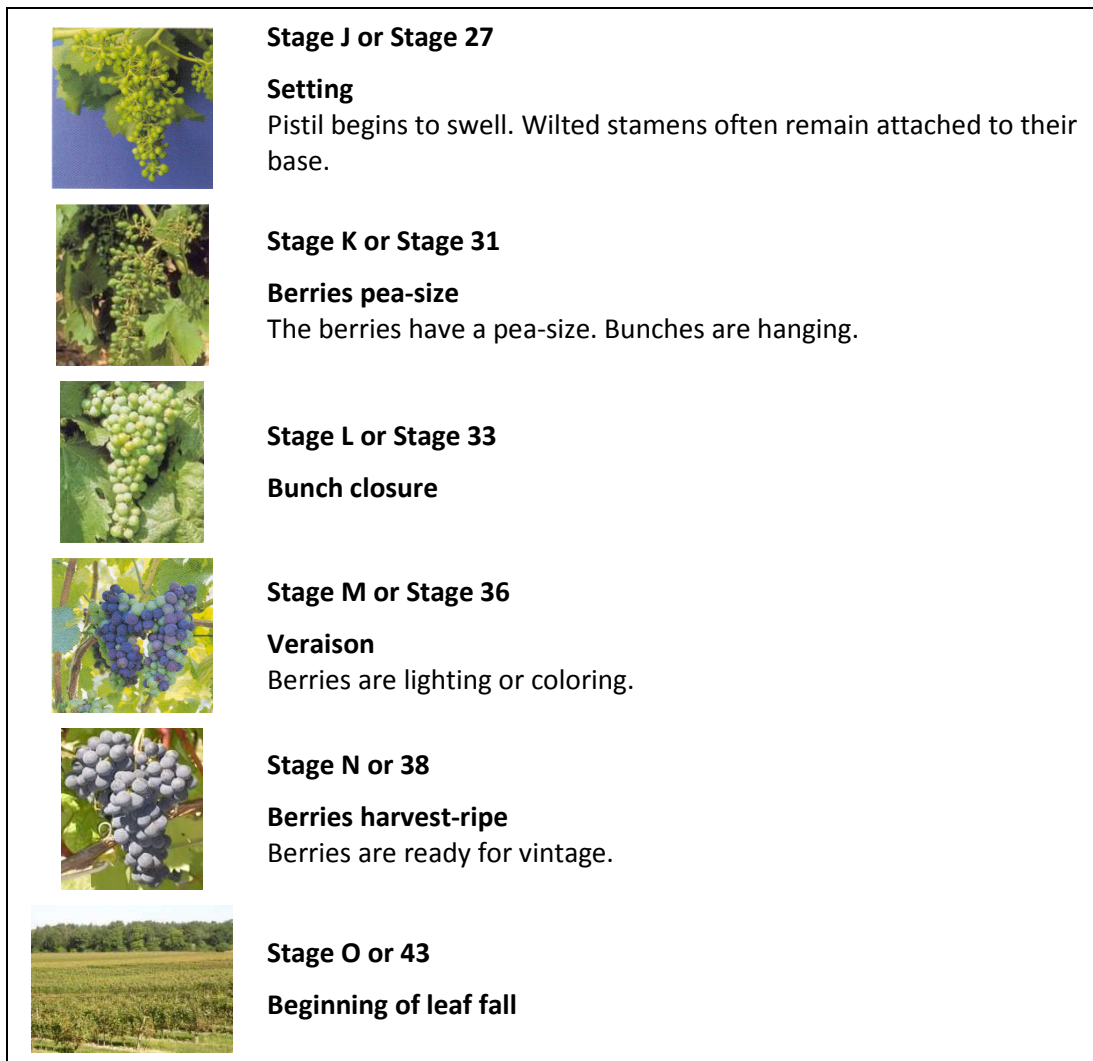 Stage J or Stage 27
Setting
Pistil begins to swell. Wilted stamens often remain attached to their
base.
Stage K or Stage 31
Berries pea-size
The berries have a pea-size. Bunches are hanging.
Stage L or Stage 33
Bunch closure
Stage M or Stage 36
Veraison
Berries are lighting or coloring.
Stage N or 38
Berries harvest-ripe
Berries are ready for vintage.
Stage O or 43
Beginning of leaf fall